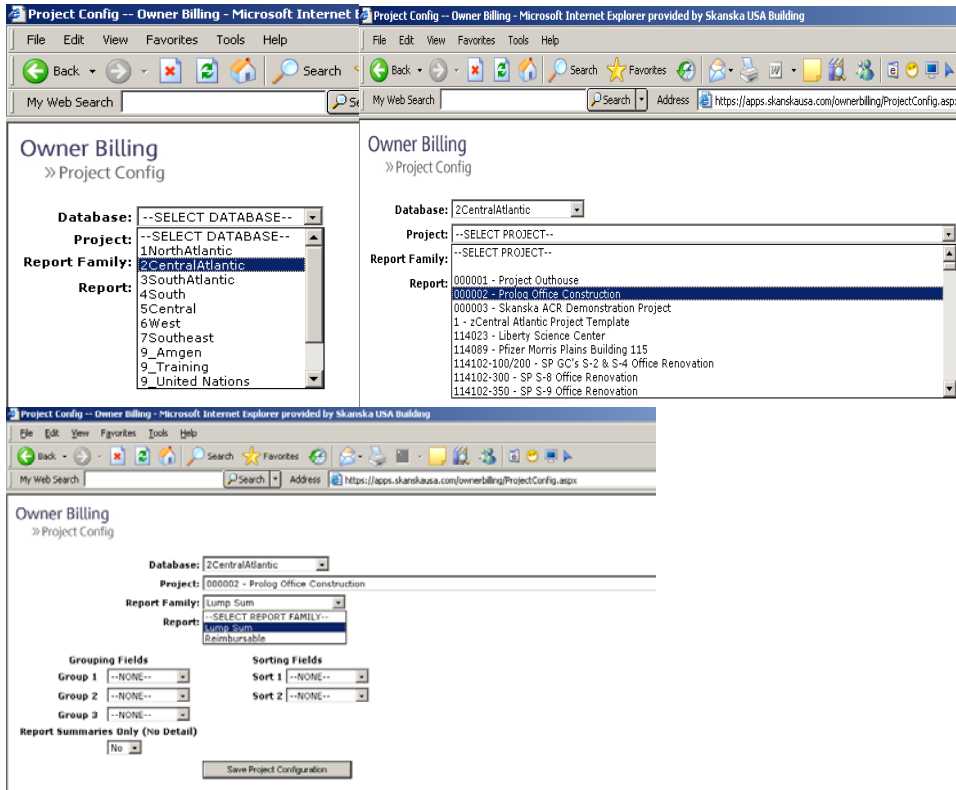 Project Config -- Owner Billing - Microsoft Internet
File Edit View Favorites Tools Help
Back Search
My Web Search
Owner Billing
»Project Config
Database: --SELECT DATABASE--
Project: --SELECT DATABASE--
1NorthAtlantic
Report Family: 2CentralAtlantic
3SouthAtlantic
Report: 4South
5Central
6West
7Southeast
9_Amgen
9_Training
9_United Nations
Project Config -- Owner Billing - Microsoft Internet Explorer provided by Skanska USA Building
File Edit View Favorites Tools Help
Back Search Favorites
My Web Search Search Address https://apps.skanskausa.com/ownerbilling/ProjectConfig.asp
Owner Billing
»Project Config
Database: 2CentralAtlantic
Project: --SELECT PROJECT--
Report Family: --SELECT PROJECT--
Report: 000001 - Project Outhouse
000002 - Prolog Office Construction
000003 - Skanska ACR Demonstration Project
1 - zCentral Atlantic Project Template
114023 - Liberty Science Center
114089 - Pfizer Morris Plains Building 115
114102-100/200 - SP GC's S-2 & S-4 Office Renovation
114102-300 - SP S-8 Office Renovation
114102-350 - SP S-9 Office Renovation
Project Config -- Owner Billing - Microsoft Internet Explorer provided by Skanska USA Building
File Edit View Favorites Tools Help
Back Search Favorites
My Web Search Search Address https://apps.skanskausa.com/ownerbilling/ProjectConfig.aspx
Owner Billing
»Project Config
Database: 2CentralAtlantic
Project: 000002 - Prolog Office Construction
Report Family: Lump Sum
--SELECT REPORT FAMILY--
Report: Lump Sum
Reimbursable
Grouping Fields Sorting Fields
Group 1 --NONE-- Sort 1 --NONE--
Group 2 --NONE-- Sort 2 --NONE--
Group 3 --NONE--
Report Summaries Only (No Detail)
No
Save Project Configuration